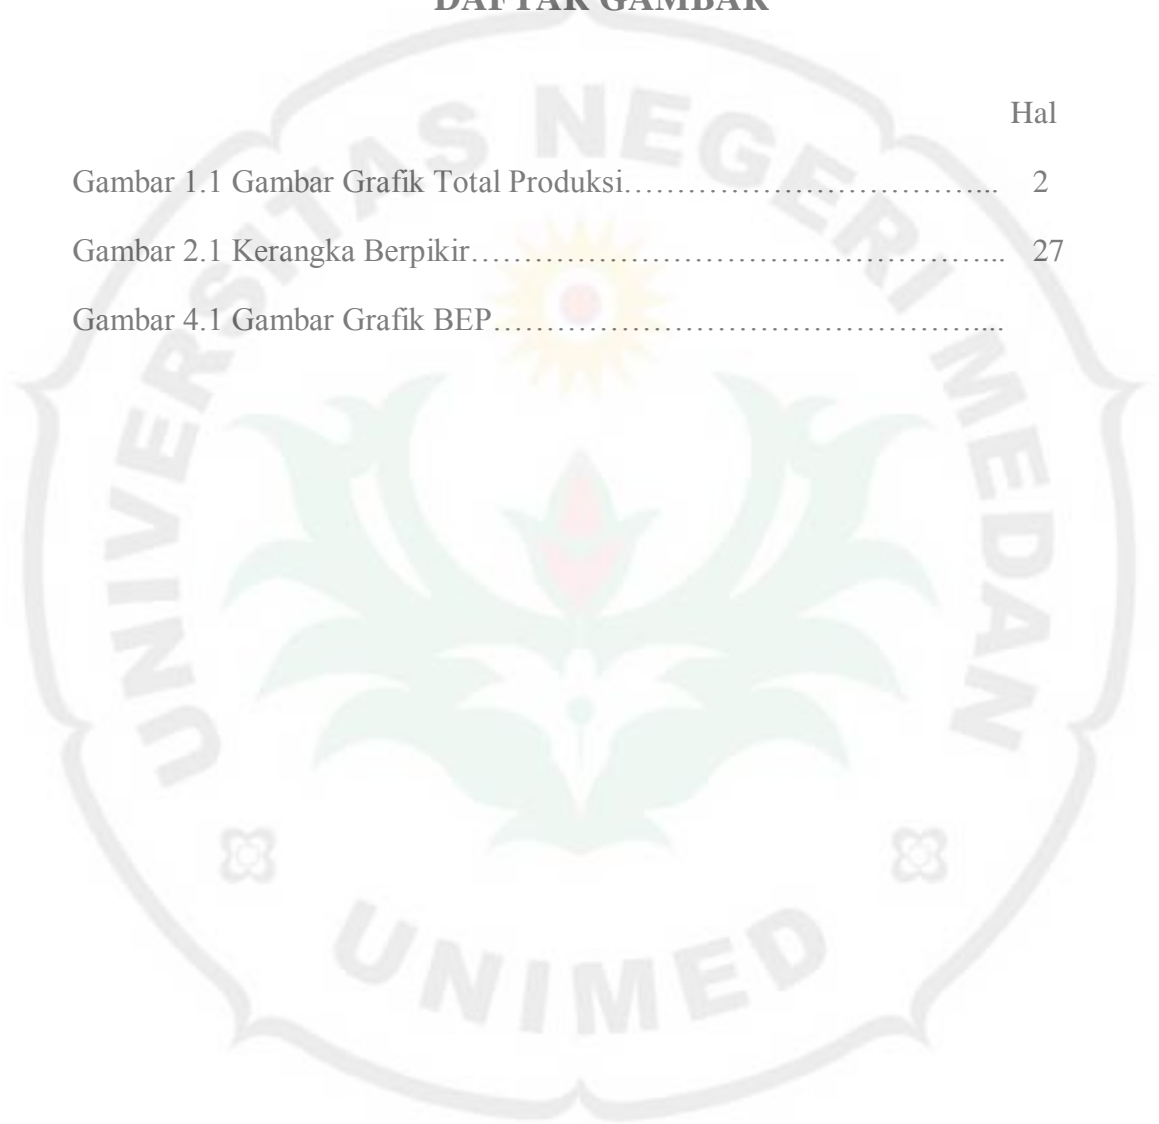 DAFTAR GAMBAR
Hal
Gambar 1.1 Gambar Grafik Total Produksi…………………………….... 2
Gambar 2.1 Kerangka Berpikir…………………………………………... 27
Gambar 4.1 Gambar Grafik BEP………………………………………....
UNIVERSITAS NEGERI MEDAN
UNIMED